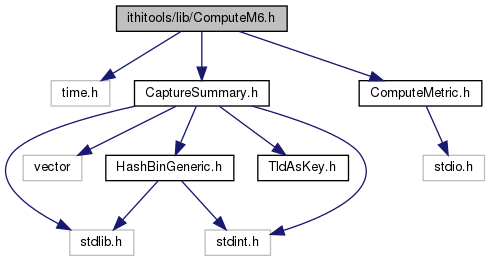 ithitools/lib/ComputeM6.h
time.h
CaptureSummary.h
ComputeMetric.h
vector
HashBinGeneric.h
TldAsKey.h
stdio.h
stdlib.h
stdint.h